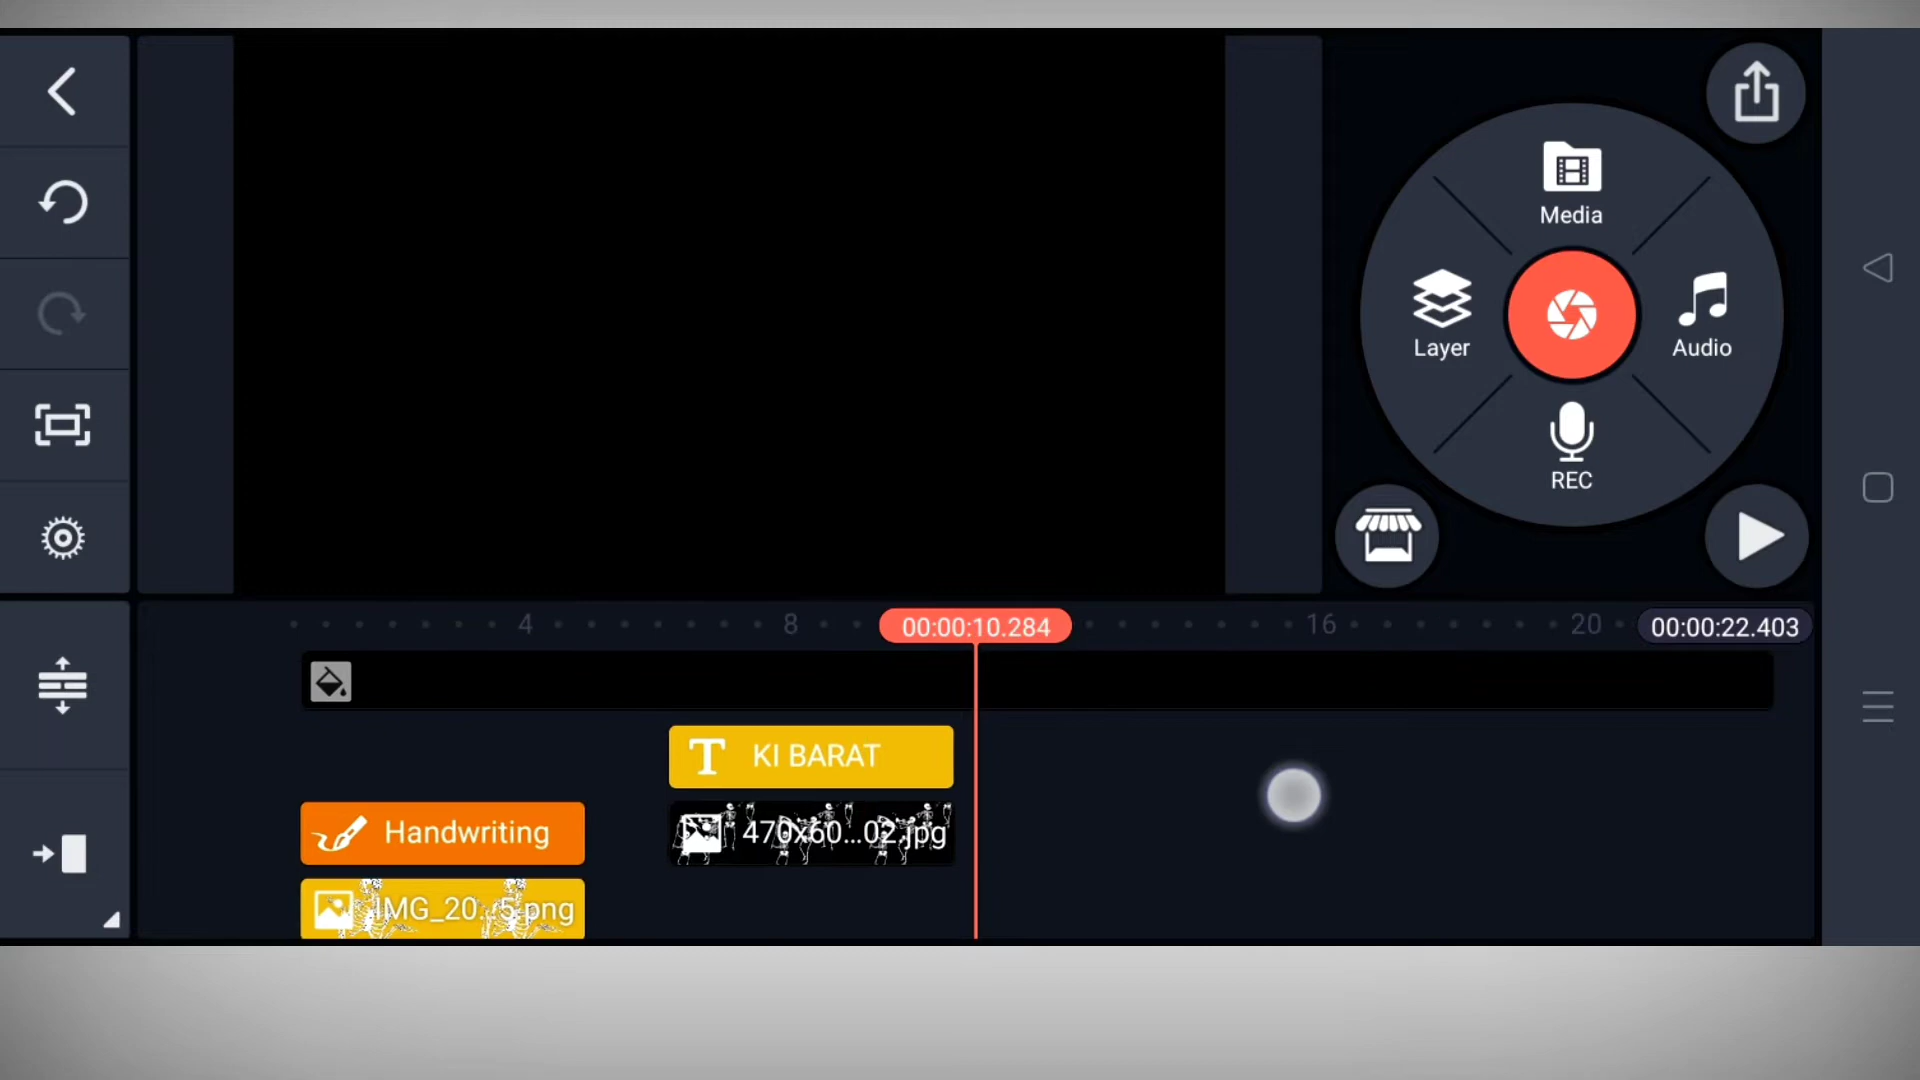 Media
Layer
Audio
REC
4
8
00:00:10.284
16
20
00:00:22.403
T KI BARAT
Handwriting
470x60...02.jpg
IMG_20...5.png